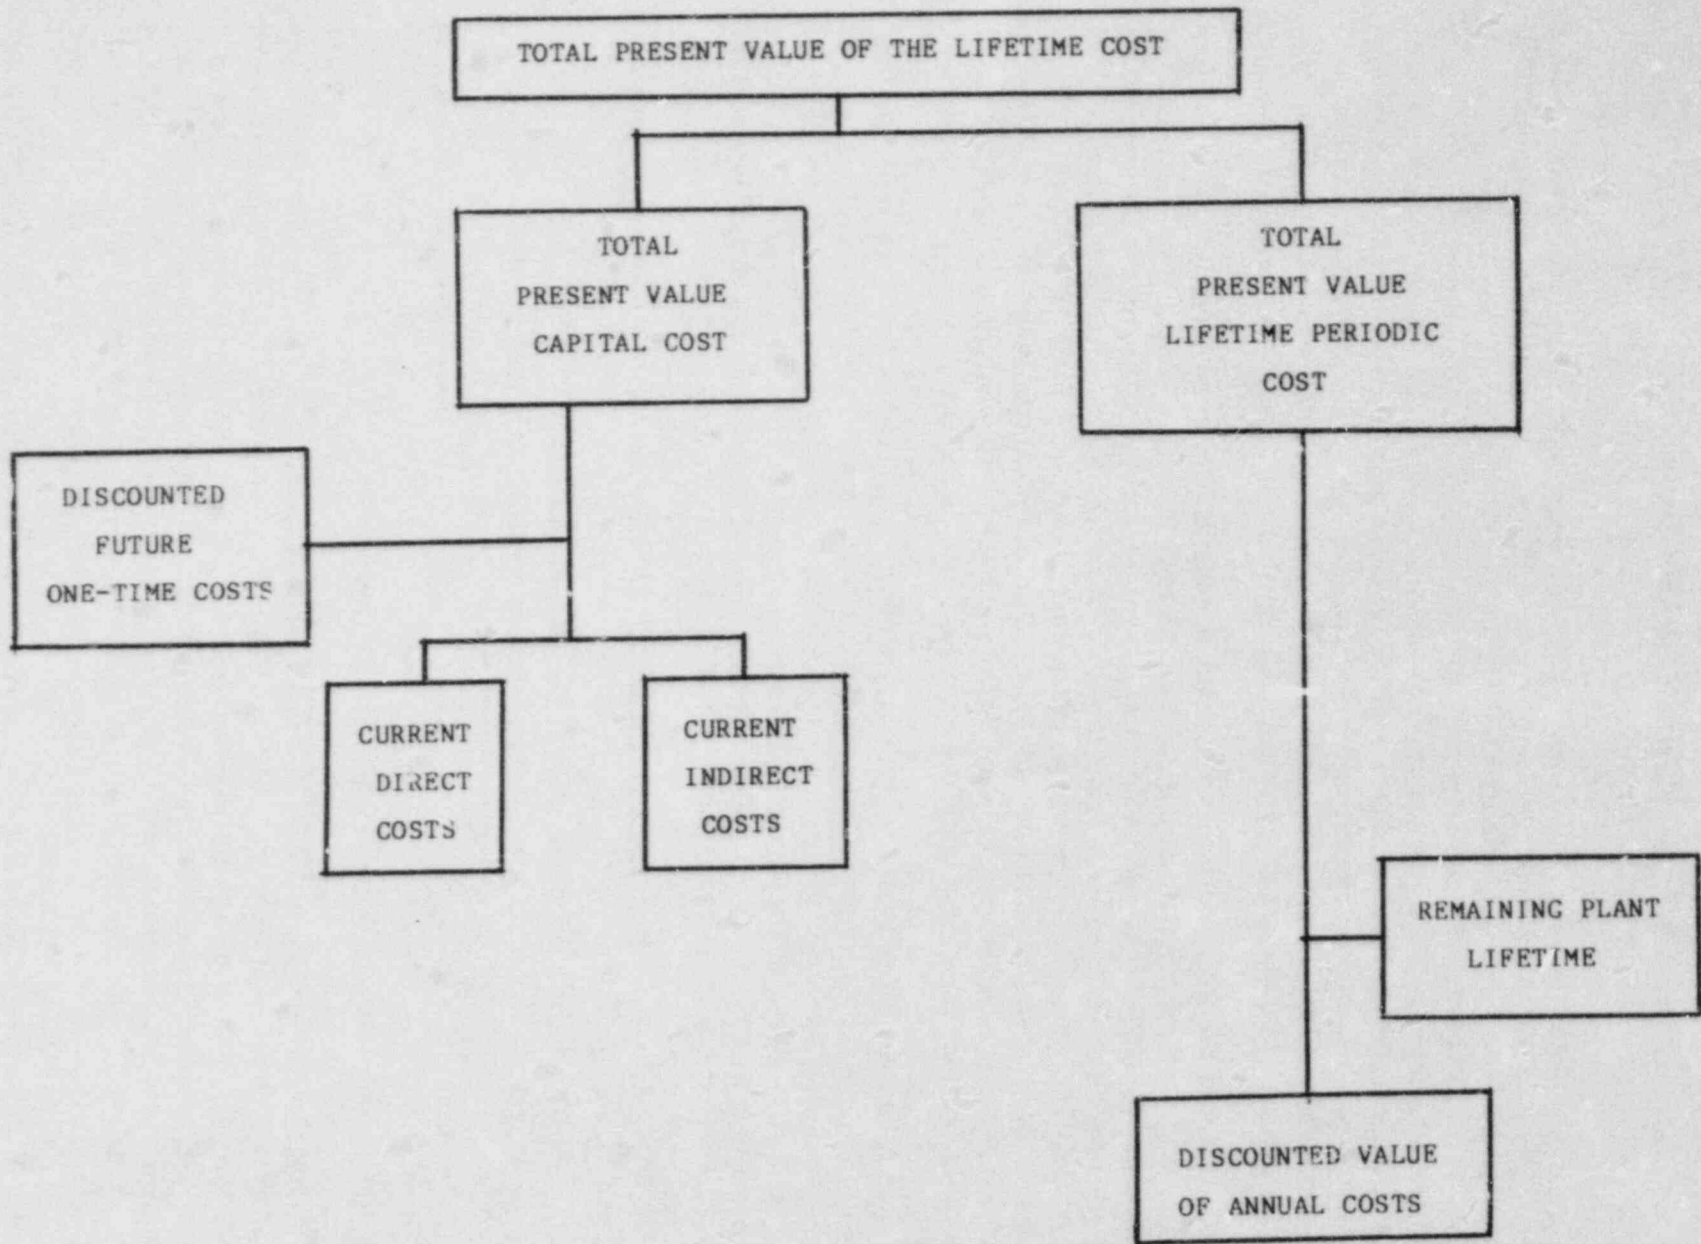 TOTAL PRESENT VALUE OF THE LIFETIME COST
TOTAL
PRESENT VALUE
CAPITAL COST
TOTAL
PRESENT VALUE
LIFETIME PERIODIC
COST
DISCOUNTED
FUTURE
ONE-TIME COSTS
CURRENT
DIRECT
COSTS
CURRENT
INDIRECT
COSTS
REMAINING PLANT
LIFETIME
DISCOUNTED VALUE
OF ANNUAL COSTS